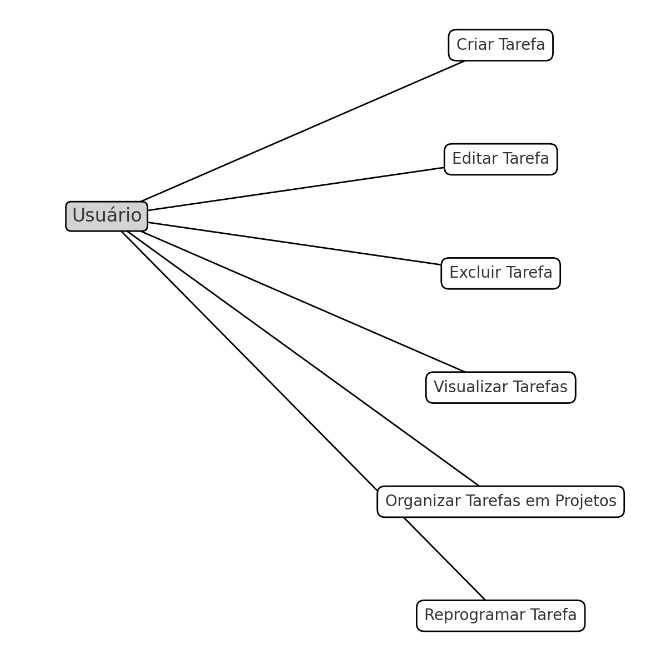 Criar Tarefa
Editar Tarefa
Usuário
Excluir Tarefa
Visualizar Tarefas
Organizar Tarefas em Projetos
Reprogramar Tarefa